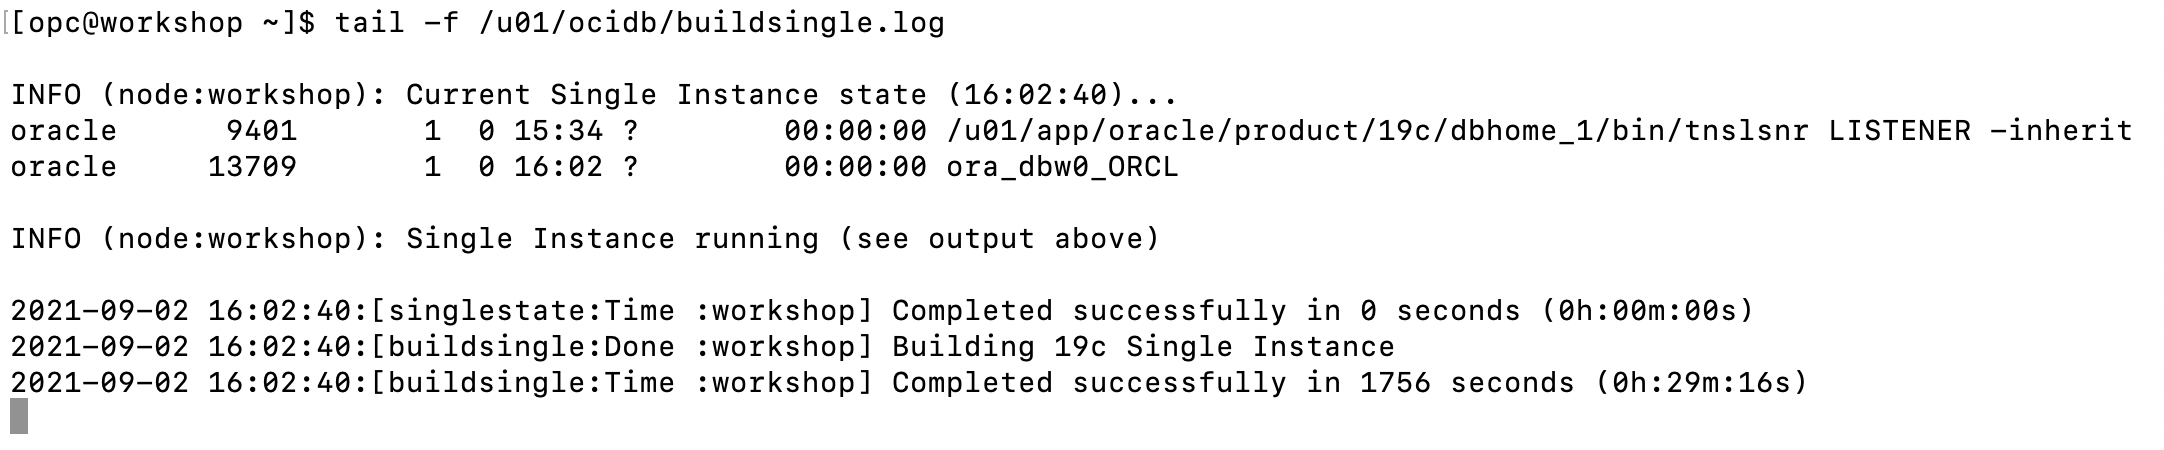 [[opc@workshop ~]$ tail -f /u01/ocidb/buildsingle.log
INFO (node:workshop): Current Single Instance state (16:02:40)...
oracle      9401       1  0 15:34 ?        00:00:00 /u01/app/oracle/product/19c/dbhome_1/bin/tnslsnr LISTENER -inherit
oracle     13709       1  0 16:02 ?        00:00:00 ora_dbw0_ORCL
INFO (node:workshop): Single Instance running (see output above)
2021-09-02 16:02:40:[singlestate:Time :workshop] Completed successfully in 0 seconds (0h:00m:00s)
2021-09-02 16:02:40:[buildsingle:Done :workshop] Building 19c Single Instance
2021-09-02 16:02:40:[buildsingle:Time :workshop] Completed successfully in 1756 seconds (0h:29m:16s)